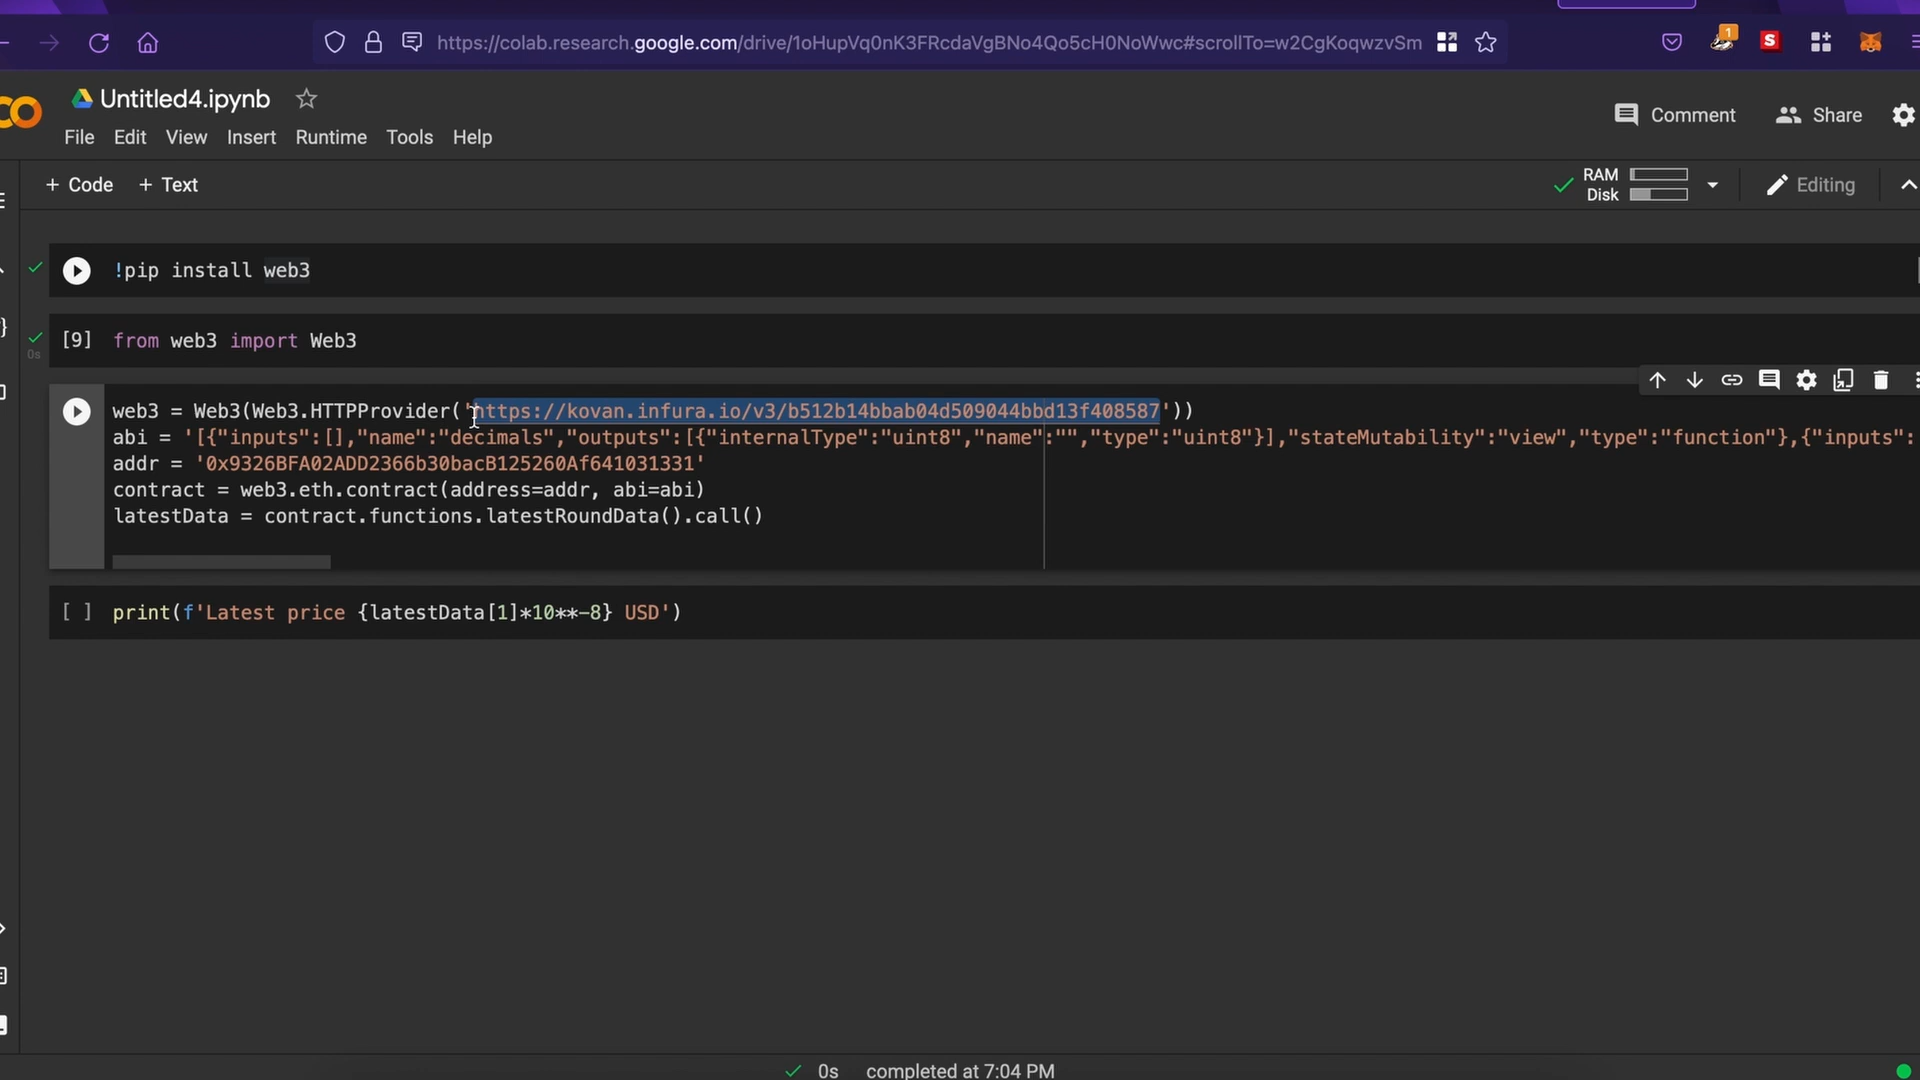 https://colab.research.google.com/drive/1oHupVq0nK3FRcdaVgBNo4Qo5cH0NoWwc#scrollTo=w2CgKoqwzvSm
1
S
Untitled4.ipynb
Comment
Share
File Edit View Insert Runtime Tools Help
+ Code + Text
RAM
Disk
Editing
!pip install web3
[9] from web3 import Web3
0s
web3 = Web3(Web3.HTTPProvider('https://kovan.infura.io/v3/b512b14bbab04d509044bbd13f408587'))
abi = '[{"inputs":[],"name":"decimals","outputs":[{"internalType":"uint8","name":"","type":"uint8"}],"stateMutability":"view","type":"function"},{"inputs":
addr = '0x9326BFA02ADD2366b30bacB125260Af641031331'
contract = web3.eth.contract(address=addr, abi=abi)
latestData = contract.functions.latestRoundData().call()
[ ] print(f'Latest price {latestData[1]*10**-8} USD')
0s completed at 7:04 PM